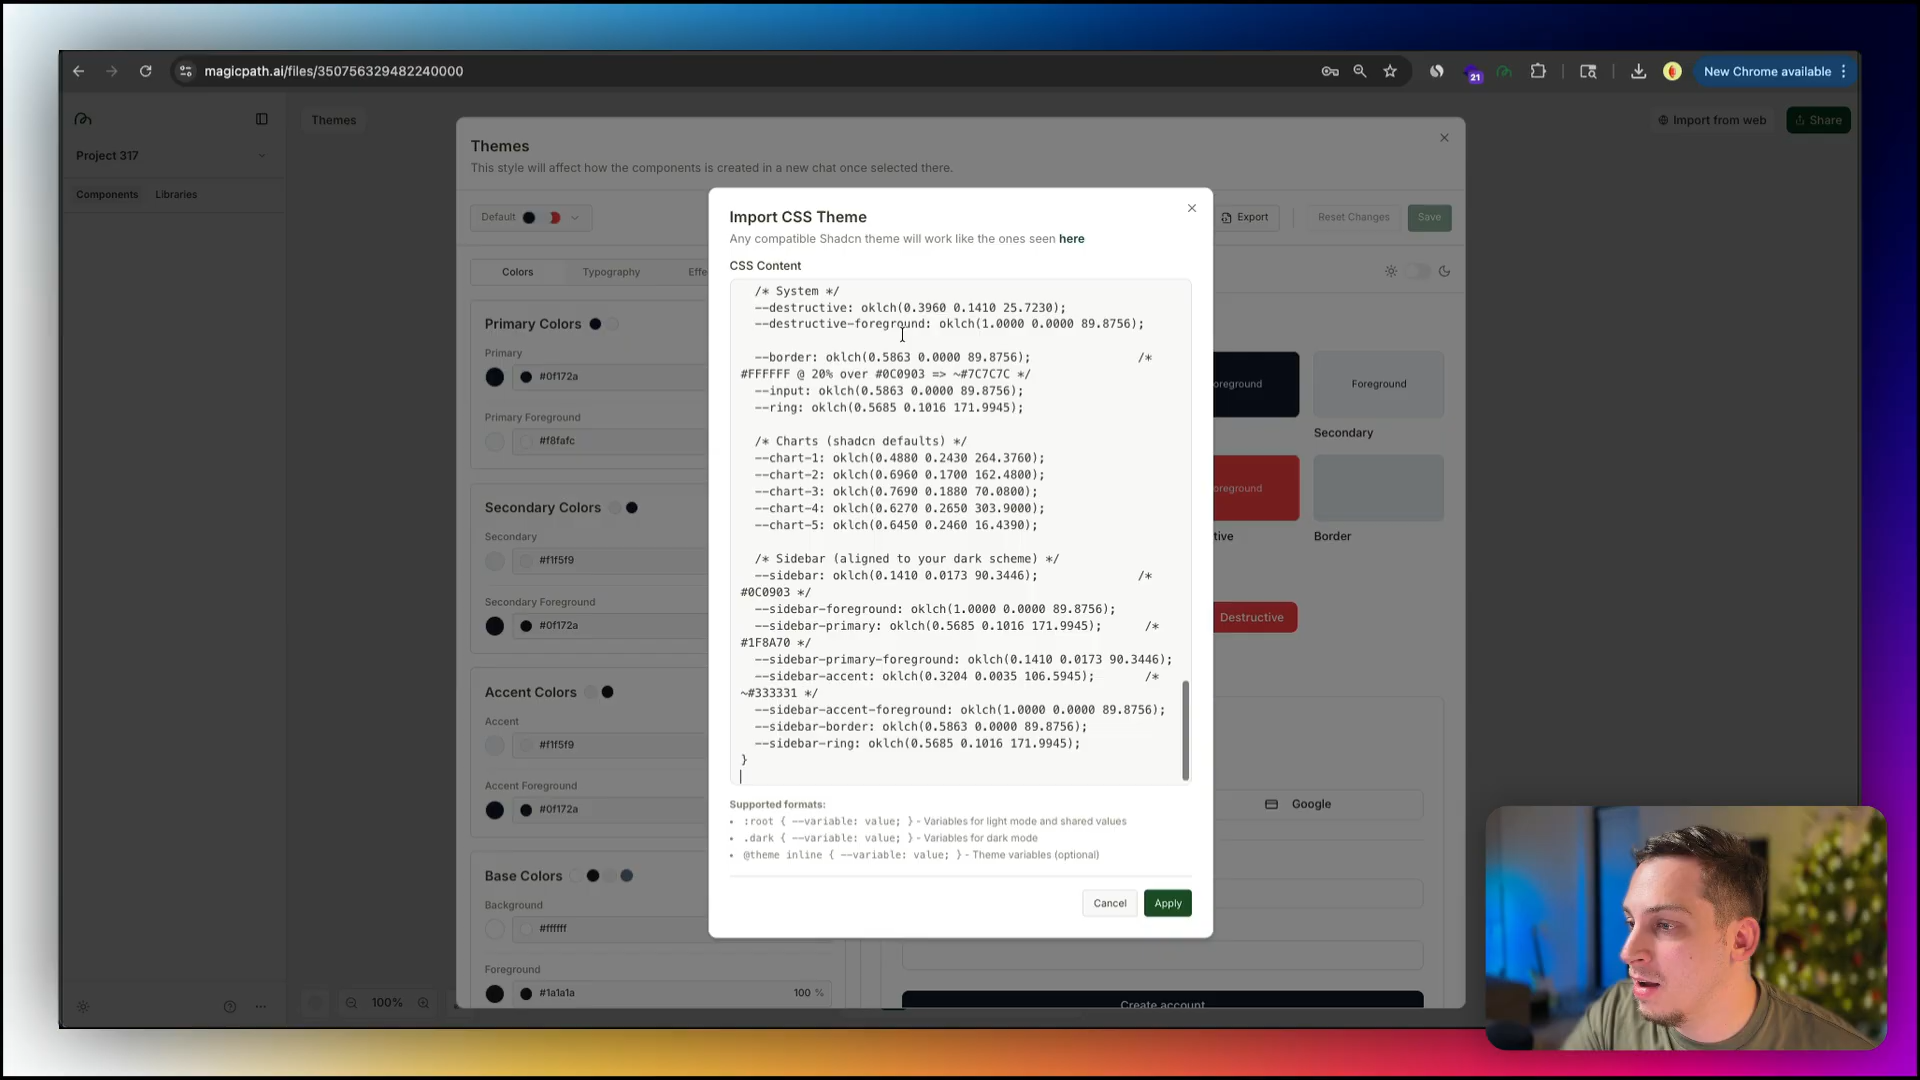 magicpath.ai/files/350756329482240000
21
New Chrome available
Themes
Import from web
Share
Project 317
Components
Libraries
Themes
This style will affect how the components is created in a new chat once selected there.
Default
Export
Reset Changes
Save
Colors
Typography
Effe
Primary Colors
Primary
#0f172a
Primary Foreground
#f8fafc
Secondary Colors
Secondary
#f1f5f9
Secondary Foreground
#0f172a
Accent Colors
Accent
#f1f5f9
Accent Foreground
#0f172a
Base Colors
Background
#ffffff
Foreground
#1a1a1a
100 %
100%
Import CSS Theme
Any compatible Shadcn theme will work like the ones seen here
CSS Content
/* System */
--destructive: oklch(0.3960 0.1410 25.7230);
--destructive-foreground: oklch(1.0000 0.0000 89.8756);
--border: oklch(0.5863 0.0000 89.8756); /*
#FFFFFF @ 20% over #0C0903 => ~#7C7C7C */
--input: oklch(0.5863 0.0000 89.8756);
--ring: oklch(0.5685 0.1016 171.9945);
/* Charts (shadcn defaults) */
--chart-1: oklch(0.4880 0.2430 264.3760);
--chart-2: oklch(0.6960 0.1700 162.4800);
--chart-3: oklch(0.7690 0.1880 70.0800);
--chart-4: oklch(0.6270 0.2650 303.9000);
--chart-5: oklch(0.6450 0.2460 16.4390);
/* Sidebar (aligned to your dark scheme) */
--sidebar: oklch(0.1410 0.0173 90.3446); /*
#0C0903 */
--sidebar-foreground: oklch(1.0000 0.0000 89.8756);
--sidebar-primary: oklch(0.5685 0.1016 171.9945); /*
#1F8A70 */
--sidebar-primary-foreground: oklch(0.1410 0.0173 90.3446);
--sidebar-accent: oklch(0.3204 0.0035 106.5945); /*
~#333331 */
--sidebar-accent-foreground: oklch(1.0000 0.0000 89.8756);
--sidebar-border: oklch(0.5863 0.0000 89.8756);
--sidebar-ring: oklch(0.5685 0.1016 171.9945);
}
Supported formats:
• :root { --variable: value; } - Variables for light mode and shared values
• .dark { --variable: value; } - Variables for dark mode
• @theme inline { --variable: value; } - Theme variables (optional)
Cancel
Apply
oreground
Foreground
Secondary
oreground
tive
Border
Destructive
Google
Create account